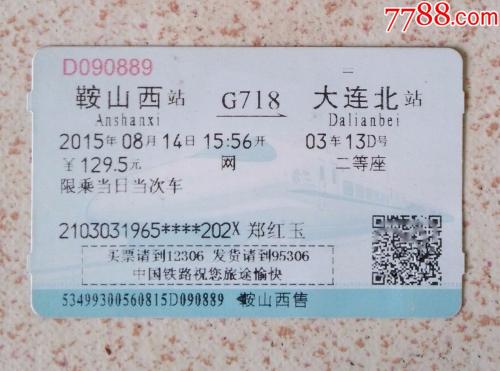 7788.com
D090889
鞍山西站 G718 大连北站
Anshanxi Dalianbei
2015年08月14日15:56开 03车13D号
¥129.5元 网 二等座
限乘当日当次车
2103031965****202X 郑红玉
买票请到12306 发货请到95306
中国铁路祝您旅途愉快
53499300560815D090889 鞍山西售